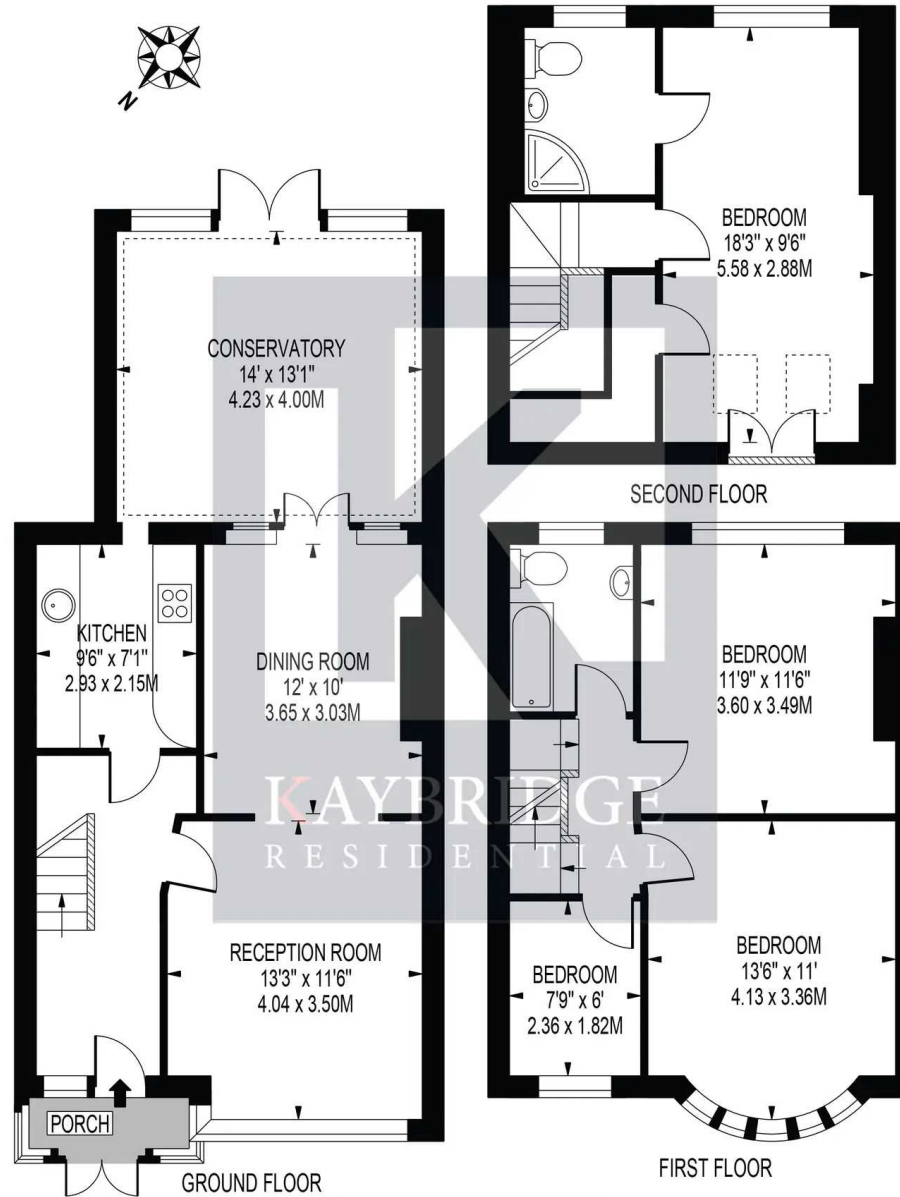 N
CONSERVATORY
14' x 13'1"
4.23 x 4.00M
KITCHEN
9'6" x 7'1"
2.93 x 2.15M
DINING ROOM
12' x 10'
3.65 x 3.03M
RECEPTION ROOM
13'3" x 11'6"
4.04 x 3.50M
PORCH
GROUND FLOOR
BEDROOM
18'3" x 9'6"
5.58 x 2.88M
SECOND FLOOR
BEDROOM
11'9" x 11'6"
3.60 x 3.49M
BEDROOM
13'6" x 11'
4.13 x 3.36M
BEDROOM
7'9" x 6'
2.36 x 1.82M
FIRST FLOOR
KAYBRIDGE
RESIDENTIAL